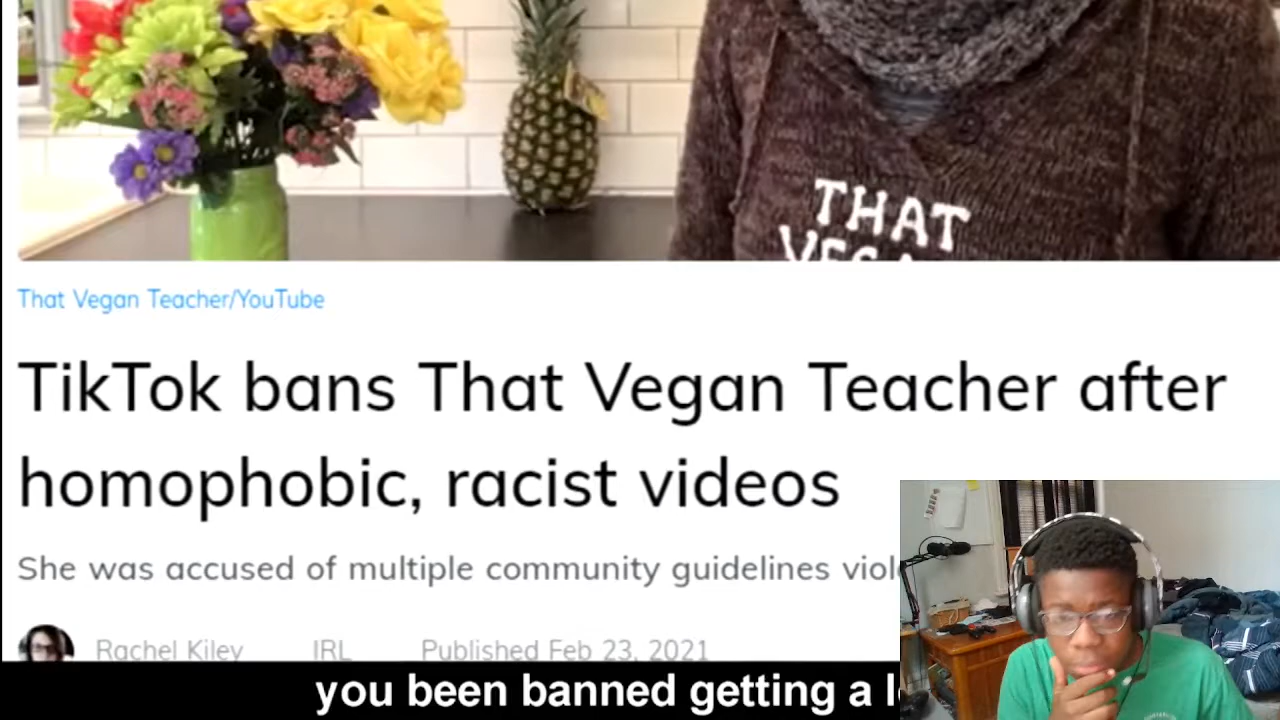 THAT
That Vegan Teacher/YouTube
TikTok bans That Vegan Teacher after
homophobic, racist videos
She was accused of multiple community guidelines
Rachel Kiley IRL Published Feb 23, 2021
you been banned getting a